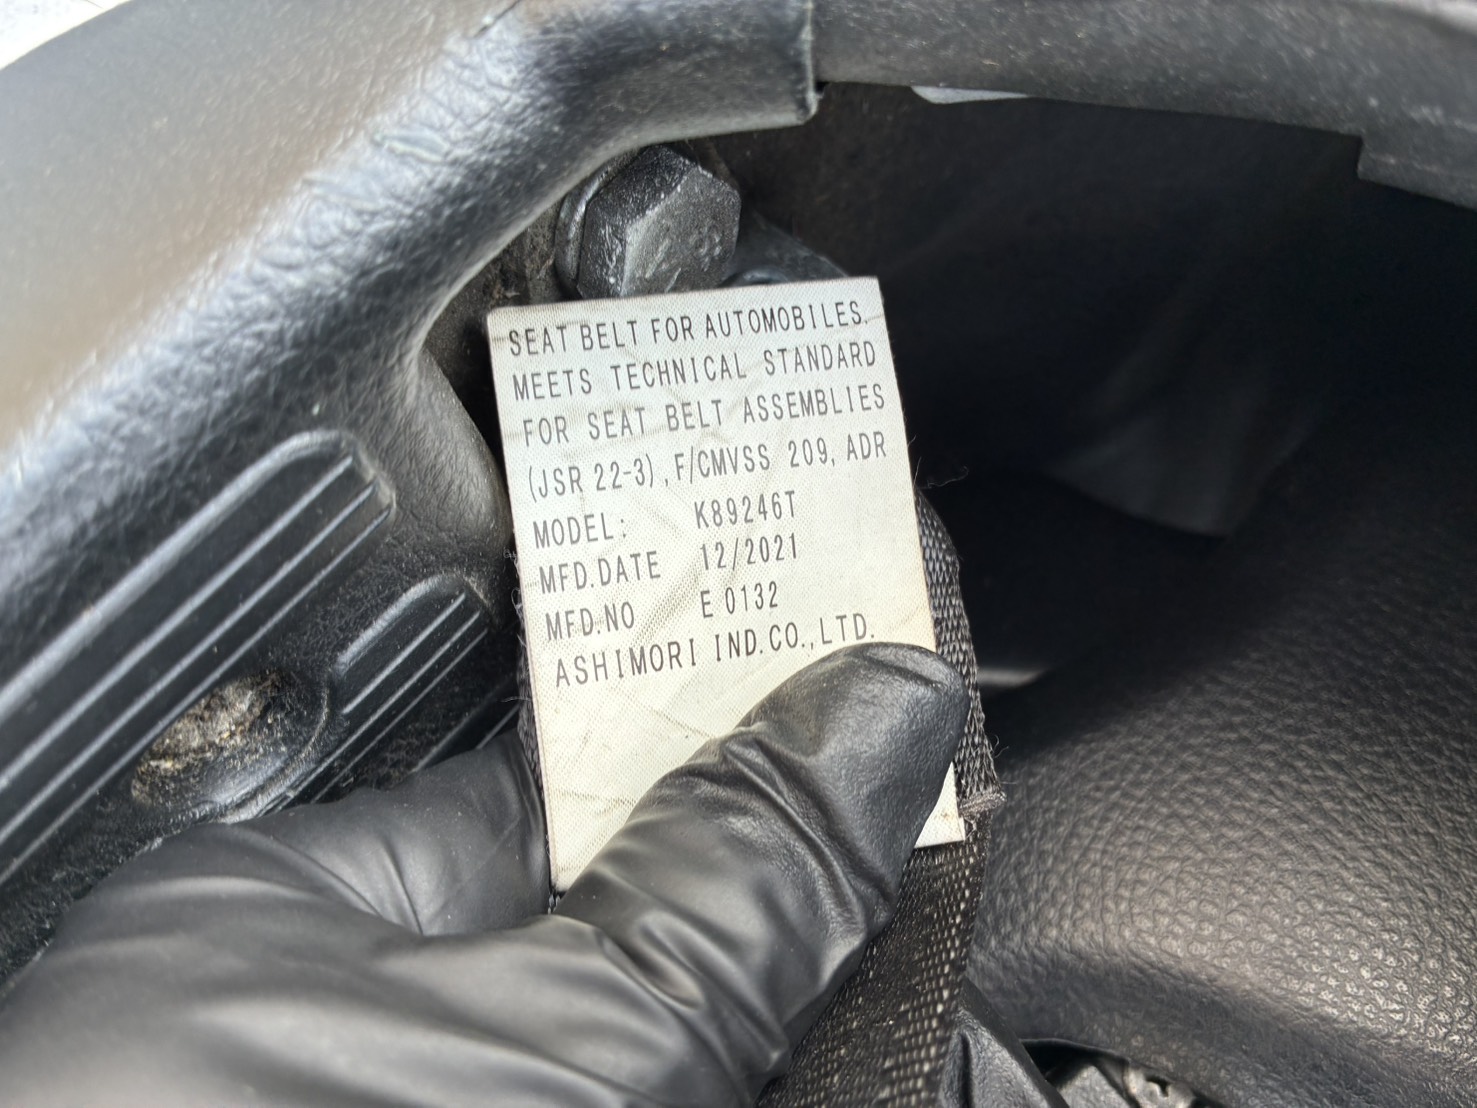 SEAT BELT FOR AUTOMOBILES.
MEETS TECHNICAL STANDARD
FOR SEAT BELT ASSEMBLIES
(JSR 22-3), F/CMVSS 209, ADR
MODEL: K89246T
MFD.DATE 12/2021
MFD.NO E 0132
ASHIMORI IND.CO.,LTD.